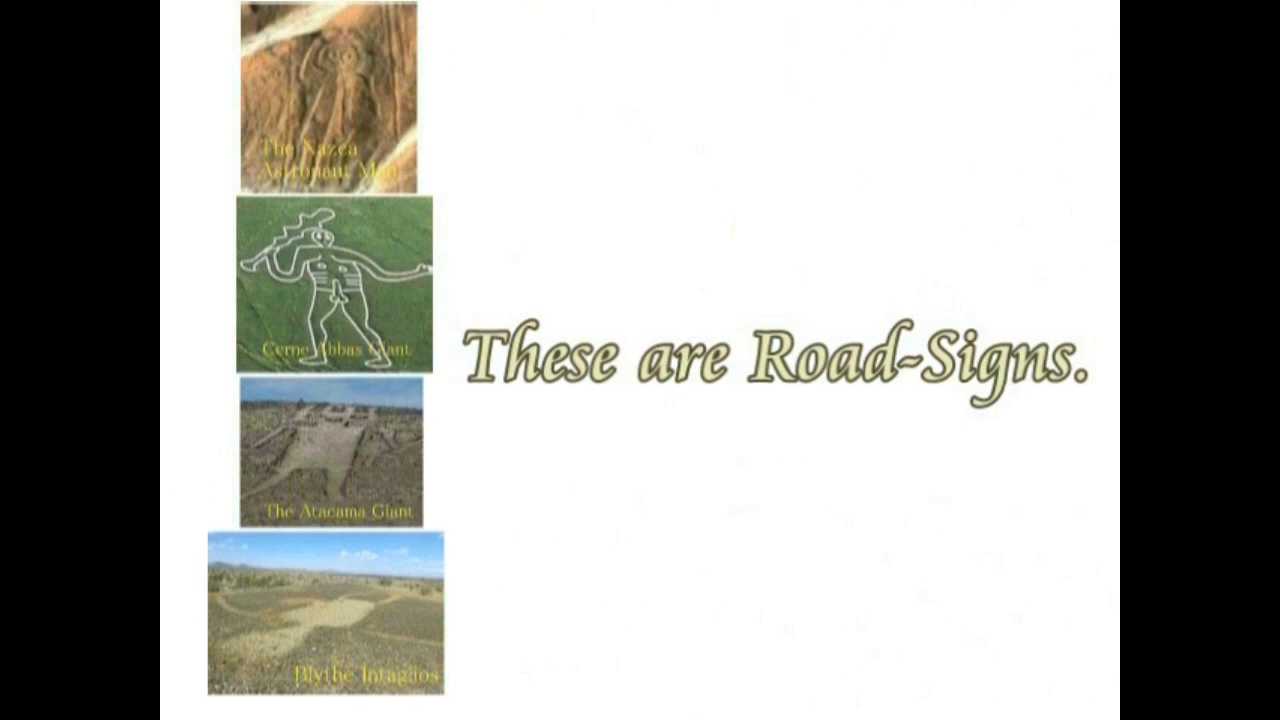 The Nazca
Astronaut Man
Cerne Abbas Giant
These are Road-Signs.
The Atacama Giant
Blythe Intaglios